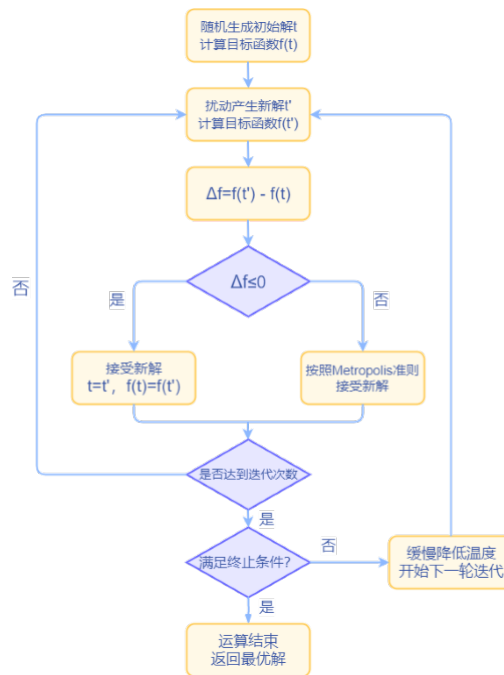 随机生成初始解t
计算目标函数f(t)
扰动产生新解t'
计算目标函数f(t')
Δf=f(t') - f(t)
否
Δf≤0
是
否
接受新解
t=t', f(t)=f(t')
按照Metropolis准则
接受新解
是否达到迭代次数
是
满足终止条件?
否
缓慢降低温度
开始下一轮迭代
是
运算结束
返回最优解